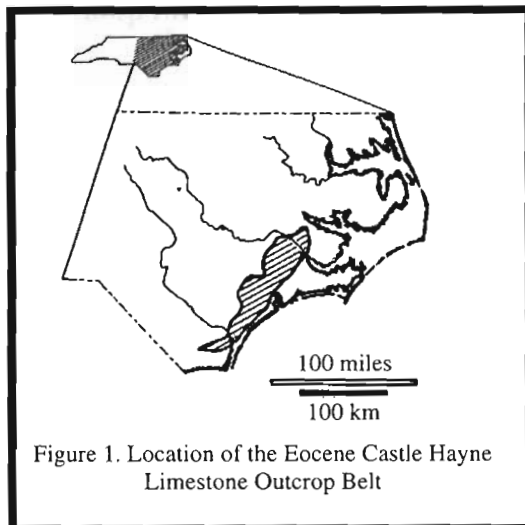 100 miles
100 km
Figure 1. Location of the Eocene Castle Hayne
Limestone Outcrop Belt